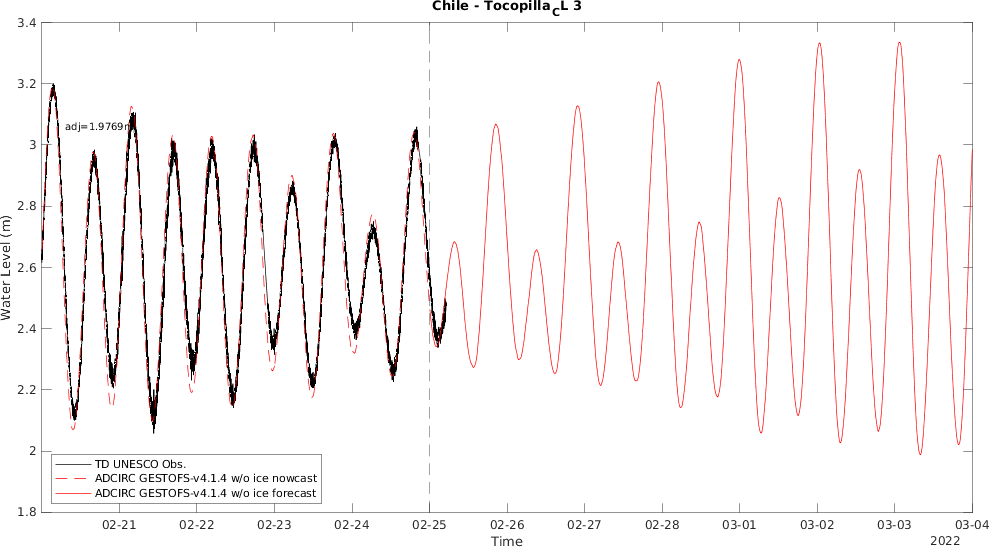 Chile - Tocopilla_CL 3
3.4
3.2
3
2.8
2.6
2.4
2.2
2
1.8
Water Level (m)
adj=1.9769m
TD UNESCO Obs.
ADCIRC GESTOFS-v4.1.4 w/o ice nowcast
ADCIRC GESTOFS-v4.1.4 w/o ice forecast
02-21 02-22 02-23 02-24 02-25 02-26 02-27 02-28 03-01 03-02 03-03 03-04
Time
2022